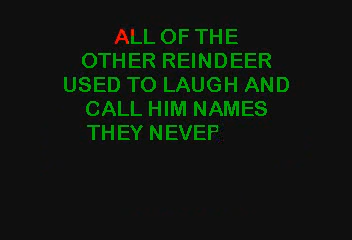 ALL OF THE
OTHER REINDEER
USED TO LAUGH AND
CALL HIM NAMES
THEY NEVER